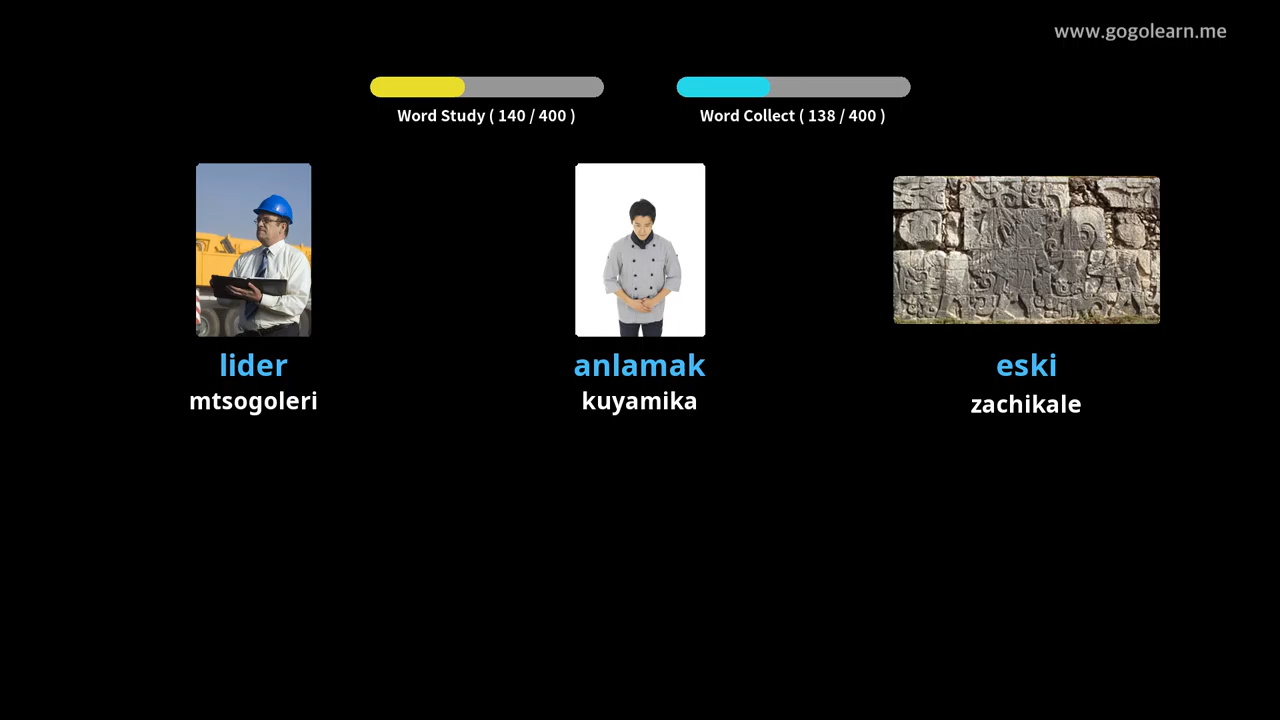 www.gogolearn.me
Word Study ( 140 / 400 )
Word Collect ( 138 / 400 )
lider
mtsogoleri
anlamak
kuyamika
eski
zachikale